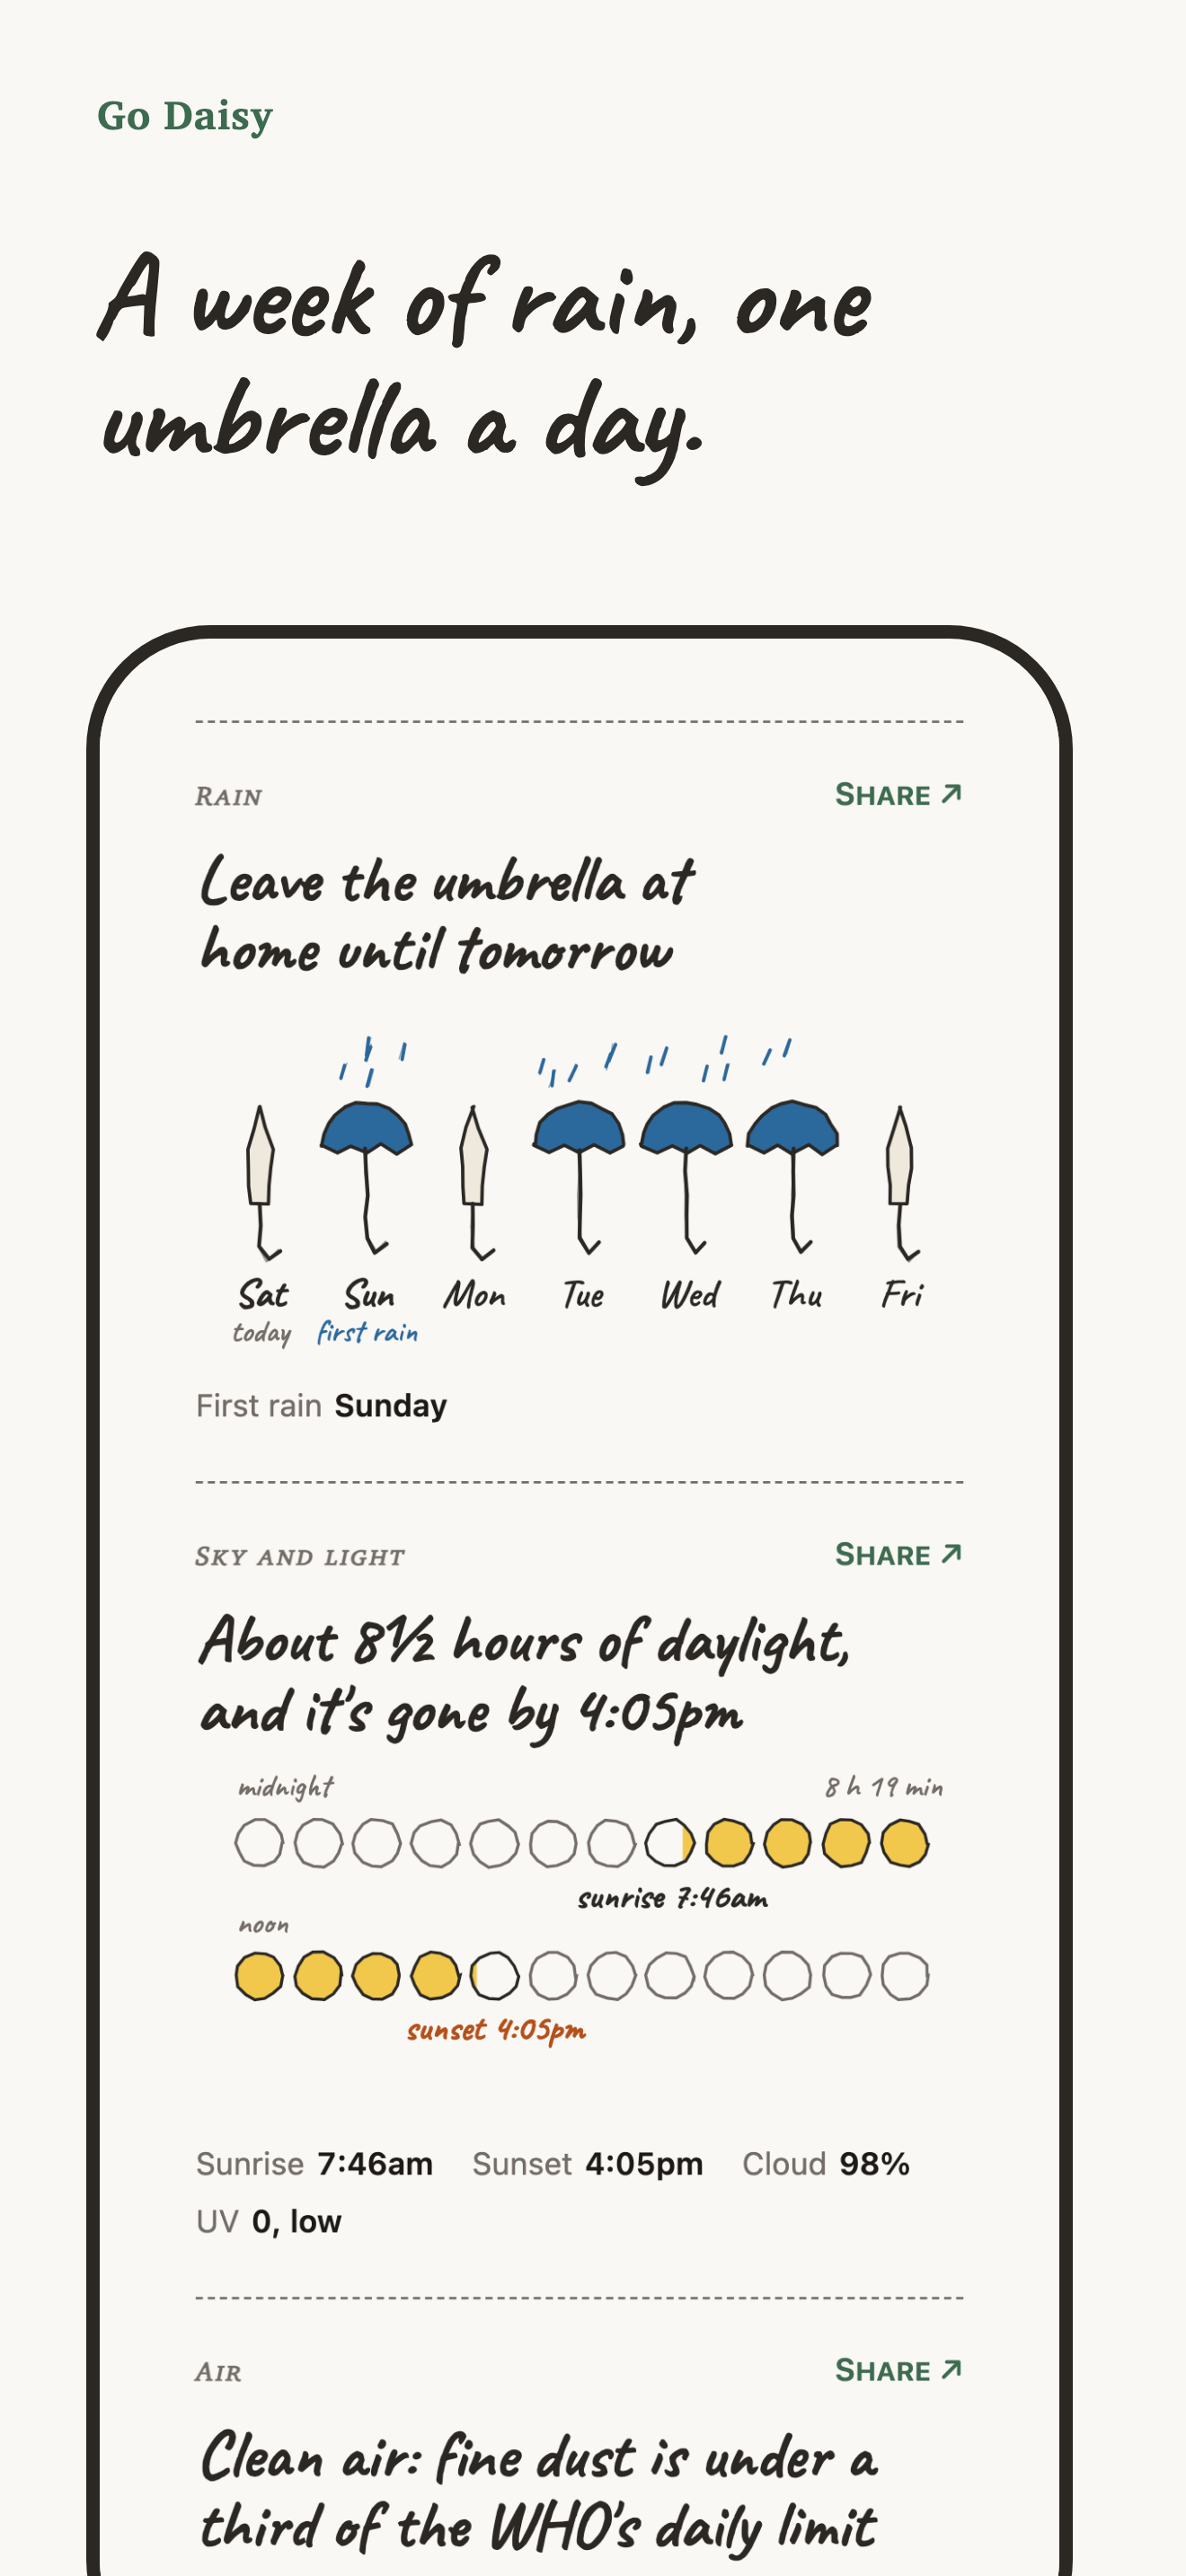 Go Daisy
A week of rain, one
umbrella a day.
RAIN
SHARE ↗
Leave the umbrella at
home until tomorrow
Sat Sun Mon Tue Wed Thu Fri
today first rain
First rain Sunday
SKY AND LIGHT
SHARE ↗
About 8½ hours of daylight,
and it's gone by 4:05pm
midnight 8 h 19 min
sunrise 7:46am
noon
sunset 4:05pm
Sunrise 7:46am Sunset 4:05pm Cloud 98%
UV 0, low
AIR
SHARE ↗
Clean air: fine dust is under a
third of the WHO's daily limit